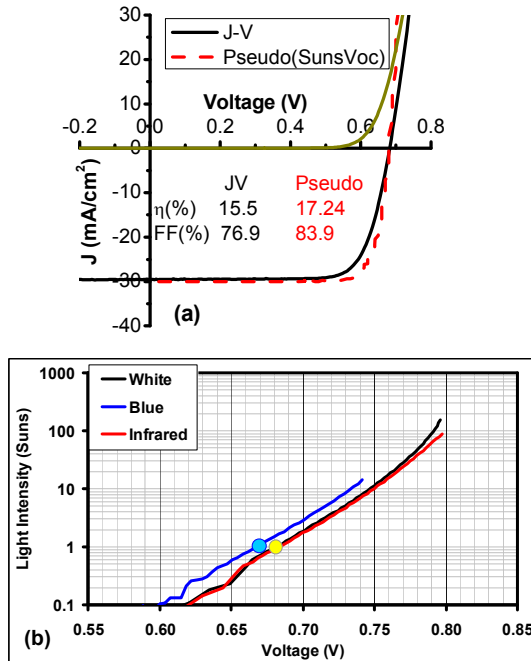 30
J-V
Pseudo(SunsVoc)
20
10
Voltage (V)
-0.2 0.0 0.2 0.4 0.6 0.8
0
J (mA/cm²)
JV Pseudo
-10
η(%) 15.5 17.24
-20
FF(%) 76.9 83.9
-30
-40
(a)
1000
White
Blue
Infrared
100
10
1
0.1
Light Intensity (Suns)
0.55 0.60 0.65 0.70 0.75 0.80 0.85
(b)
Voltage (V)